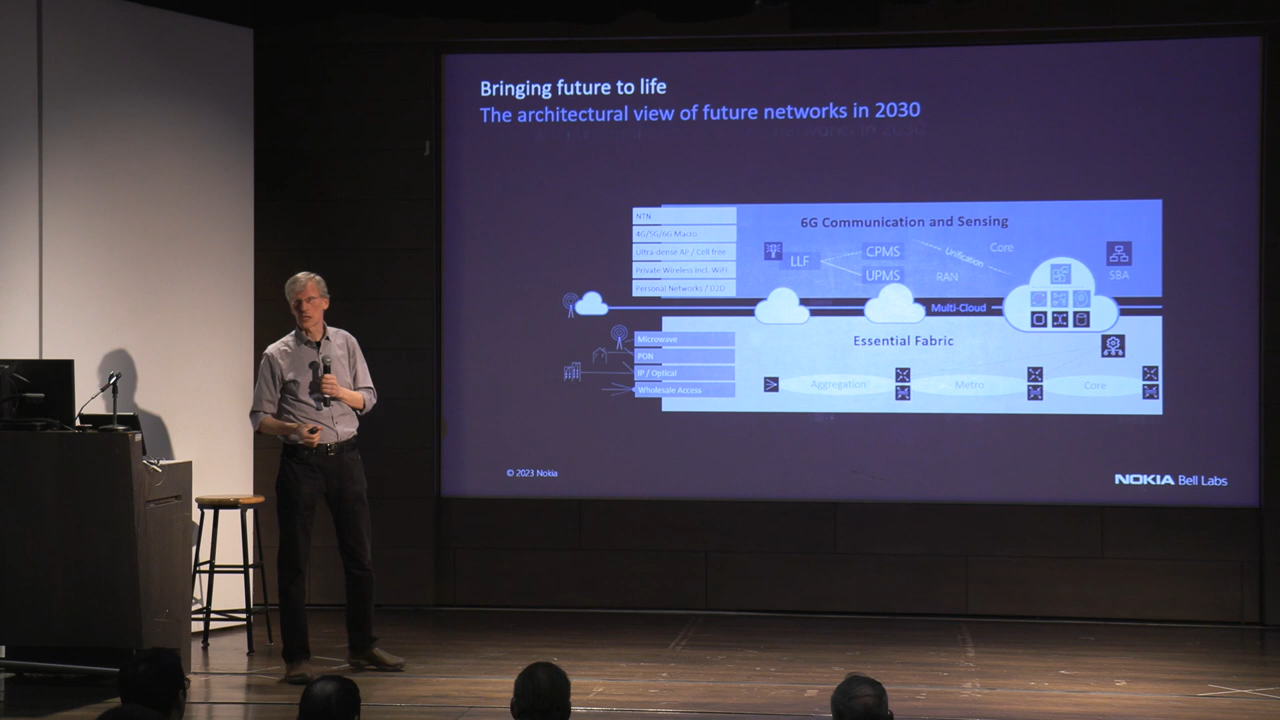 Bringing future to life
The architectural view of future networks in 2030
NTN
4G/5G/6G Macro
Ultra-dense AP / Cell free
Private Wireless incl. WiFi
Personal Networks / D2D
6G Communication and Sensing
LLF
CPMS
UPMS
Unification
Core
RAN
SBA
Multi-Cloud
Microwave
PON
IP / Optical
Wholesale Access
Essential Fabric
Aggregation
Metro
Core
© 2023 Nokia
NOKIA Bell Labs